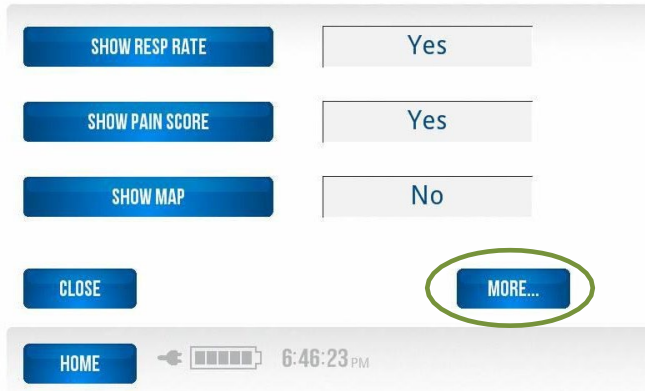 SHOW RESP RATE Yes
SHOW PAIN SCORE Yes
SHOW MAP No
CLOSE MORE...
HOME 6:46:23 PM